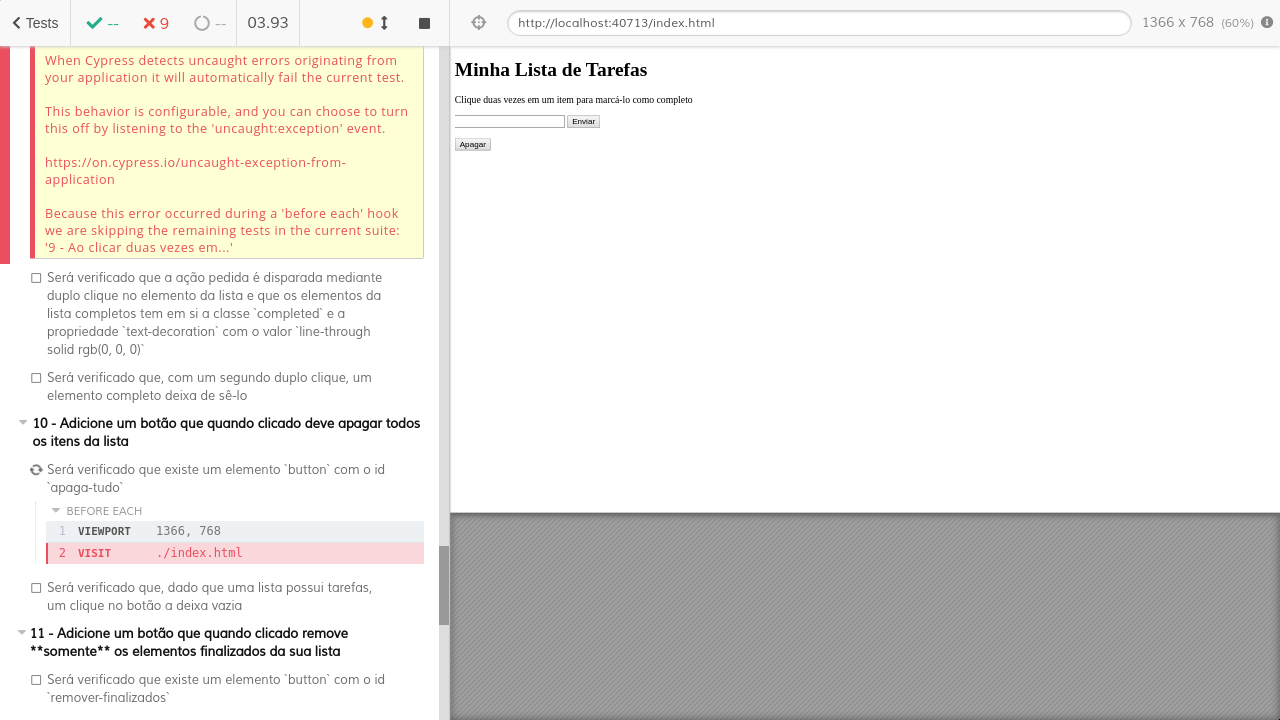 Tests
--
9
--
03.93
http://localhost:40713/index.html
1366 x 768 (60%)
When Cypress detects uncaught errors originating from
your application it will automatically fail the current test.
This behavior is configurable, and you can choose to turn
this off by listening to the 'uncaught:exception' event.
https://on.cypress.io/uncaught-exception-from-
application
Because this error occurred during a 'before each' hook
we are skipping the remaining tests in the current suite:
'9 - Ao clicar duas vezes em...'
Será verificado que a ação pedida é disparada mediante
duplo clique no elemento da lista e que os elementos da
lista completos tem em si a classe `completed` e a
propriedade `text-decoration` com o valor `line-through
solid rgb(0, 0, 0)`
Será verificado que, com um segundo duplo clique, um
elemento completo deixa de sê-lo
10 - Adicione um botão que quando clicado deve apagar todos
os itens da lista
Será verificado que existe um elemento `button` com o id
`apaga-tudo`
BEFORE EACH
1 VIEWPORT 1366, 768
2 VISIT ./index.html
Será verificado que, dado que uma lista possui tarefas,
um clique no botão a deixa vazia
11 - Adicione um botão que quando clicado remove
**somente** os elementos finalizados da sua lista
Será verificado que existe um elemento `button` com o id
`remover-finalizados`
Minha Lista de Tarefas
Clique duas vezes em um item para marcá-lo como completo
Enviar
Apagar